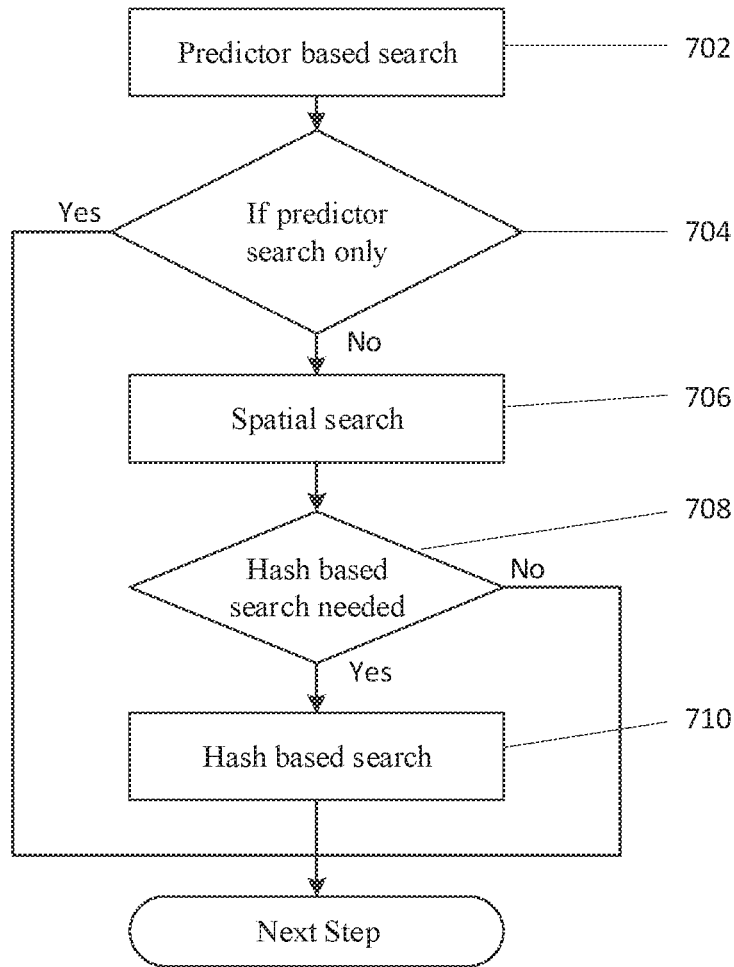 Predictor based search
702
Yes
If predictor
search only
704
No
Spatial search
706
708
Hash based
search needed
No
Yes
Hash based search
710
Next Step